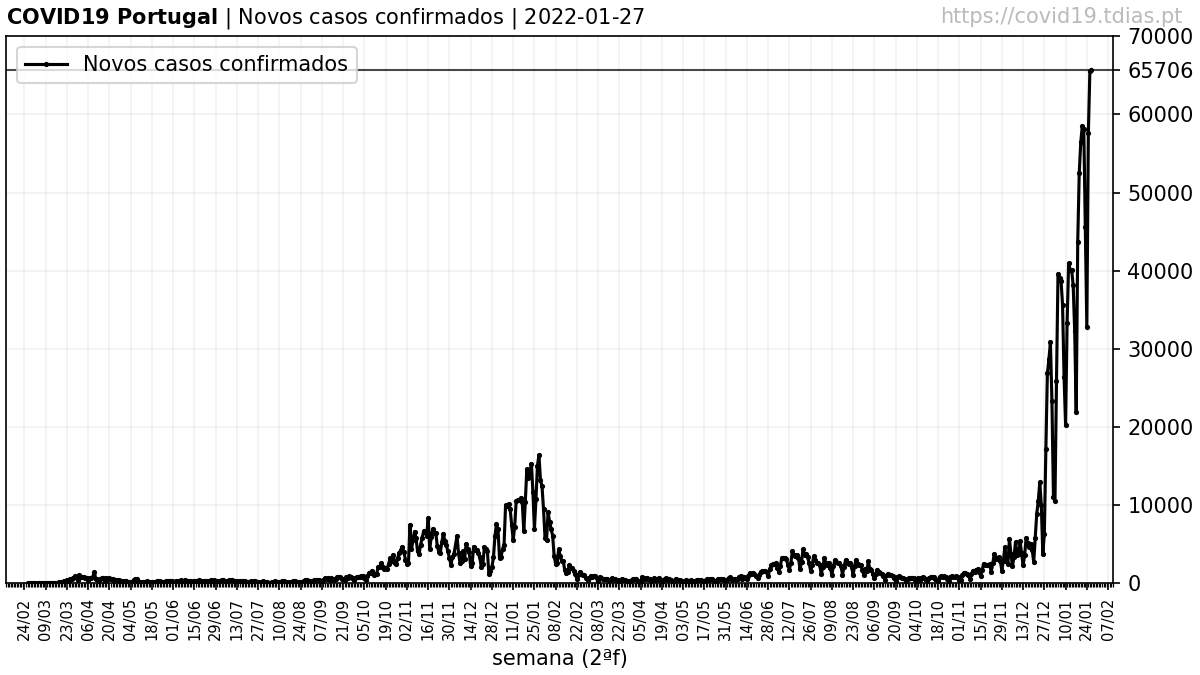 COVID19 Portugal | Novos casos confirmados | 2022-01-27
https://covid19.tdias.pt
Novos casos confirmados
70000
65706
60000
50000
40000
30000
20000
10000
0
24/02 09/03 23/03 06/04 20/04 04/05 18/05 01/06 15/06 29/06 13/07 27/07 10/08 24/08 07/09 21/09 05/10 19/10 02/11 16/11 30/11 14/12 28/12 11/01 25/01 08/02 22/02 08/03 22/03 05/04 19/04 03/05 17/05 31/05 14/06 28/06 12/07 26/07 09/08 23/08 06/09 20/09 04/10 18/10 01/11 15/11 29/11 13/12 27/12 10/01 24/01 07/02
semana (2ªf)